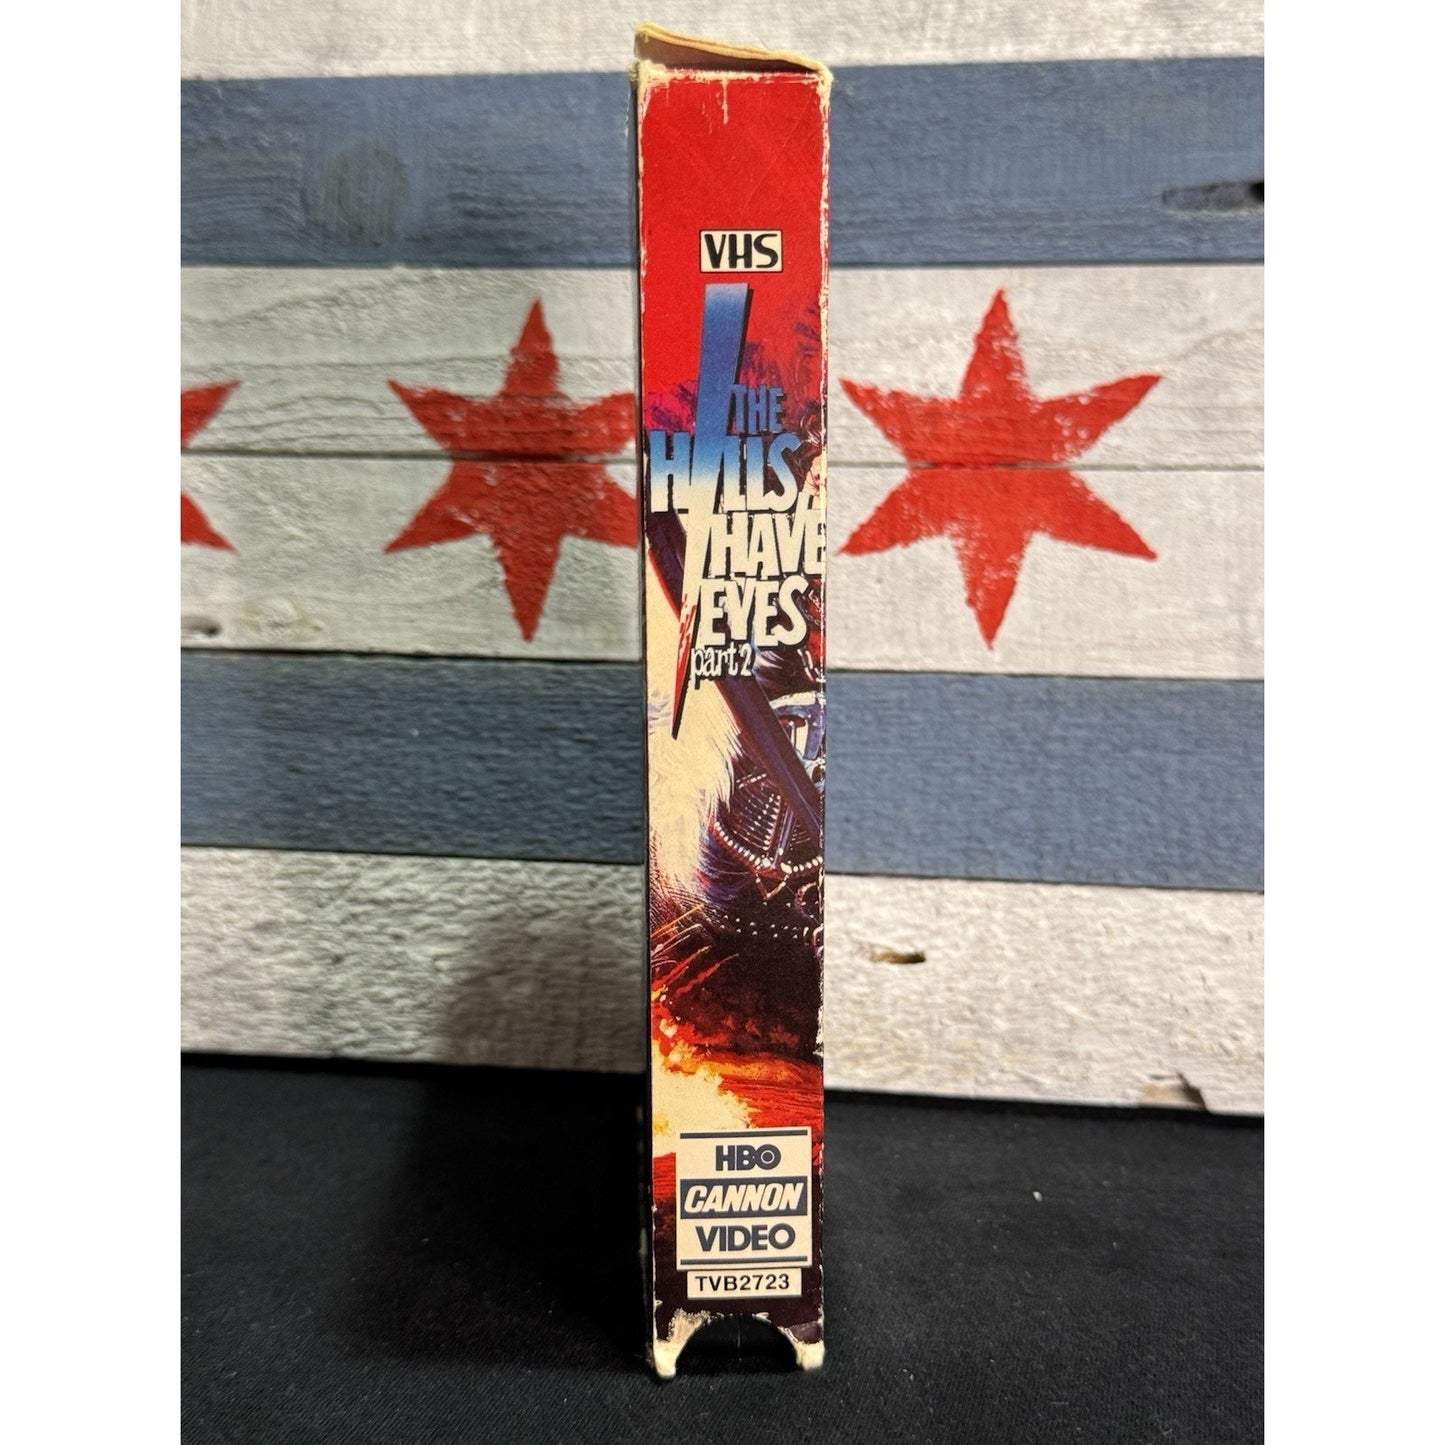 VHS
THE
HILLS
HAVE
EYES
part 2
HBO
CANNON
VIDEO
TVB2723